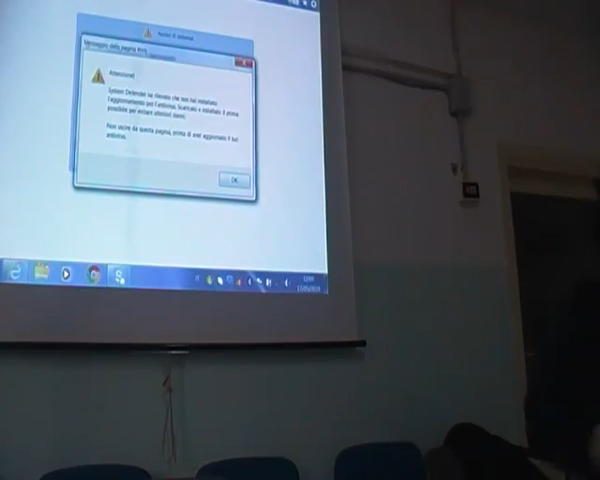 Avviso di sistema
Messaggio dalla pagina Web
Attenzione!
System Defender ha rilevato che non hai installato
l'aggiornamento per l'antivirus. Scaricalo e installalo il prima
possibile per evitare ulteriori danni.
Non uscire da questa pagina, prima di aver aggiornato il tuo
antivirus.
OK